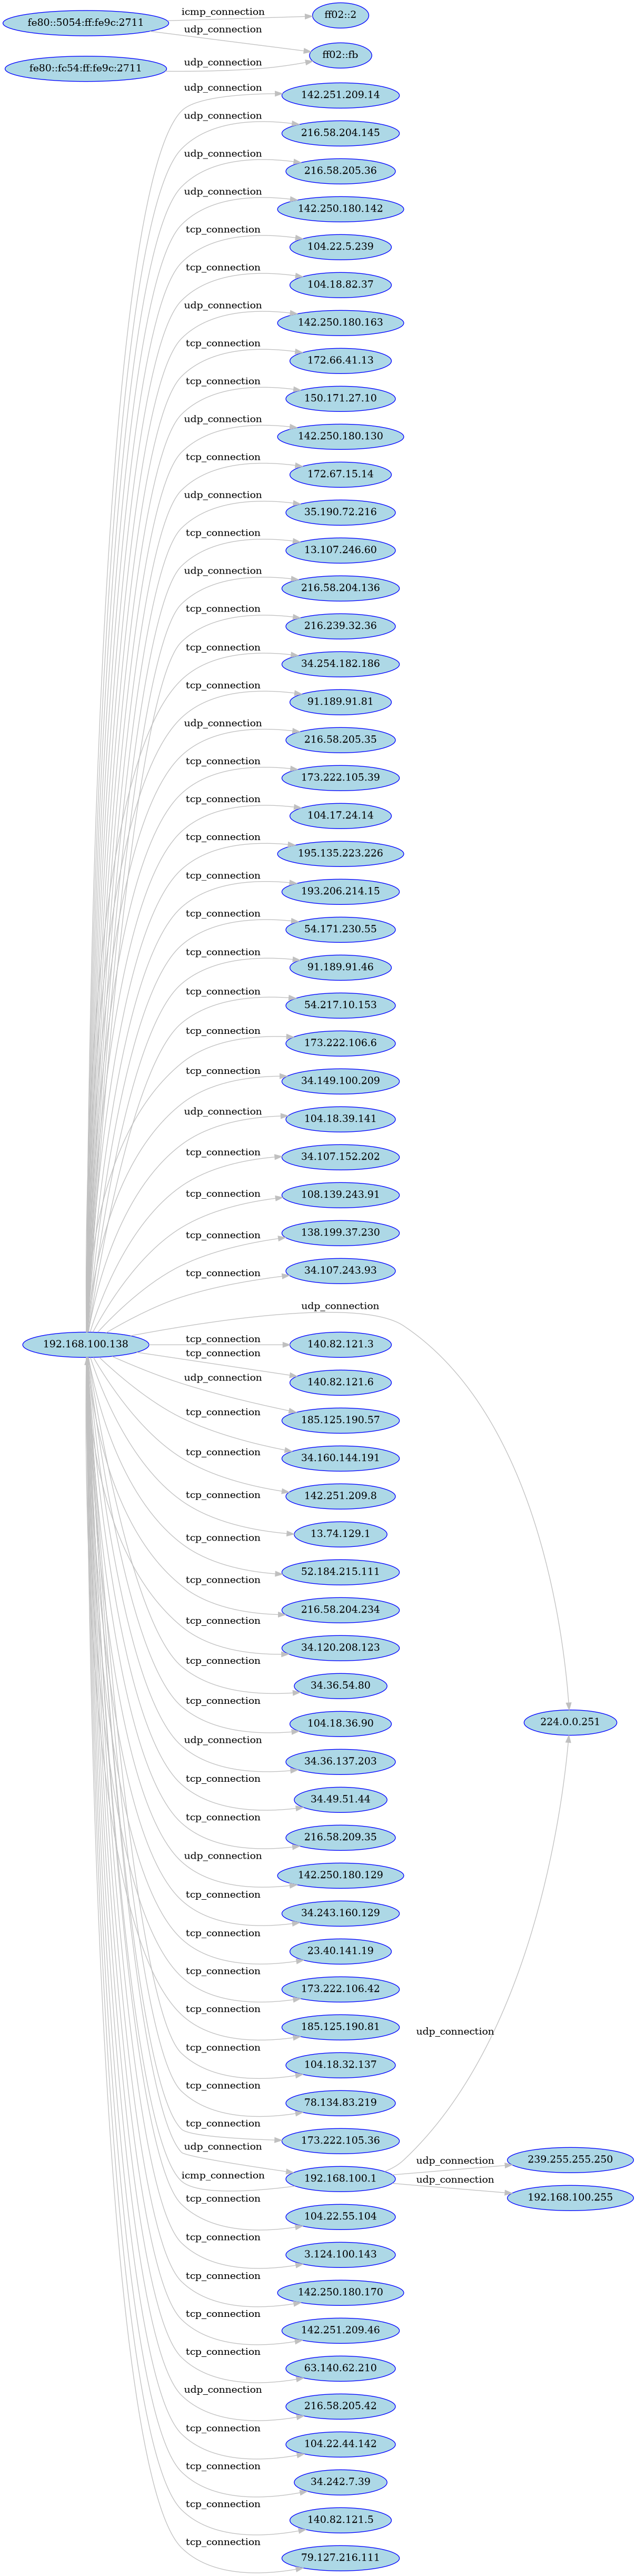 icmp_connection
fe80::5054:ff:fe9c:2711
ff02::2
udp_connection
ff02::fb
udp_connection
fe80::fc54:ff:fe9c:2711
udp_connection
142.251.209.14
udp_connection
216.58.204.145
udp_connection
216.58.205.36
udp_connection
142.250.180.142
tcp_connection
104.22.5.239
tcp_connection
104.18.82.37
udp_connection
142.250.180.163
tcp_connection
172.66.41.13
tcp_connection
150.171.27.10
udp_connection
142.250.180.130
tcp_connection
172.67.15.14
udp_connection
35.190.72.216
tcp_connection
13.107.246.60
udp_connection
216.58.204.136
tcp_connection
216.239.32.36
tcp_connection
34.254.182.186
tcp_connection
91.189.91.81
udp_connection
216.58.205.35
tcp_connection
173.222.105.39
tcp_connection
104.17.24.14
tcp_connection
195.135.223.226
tcp_connection
193.206.214.15
tcp_connection
54.171.230.55
tcp_connection
91.189.91.46
tcp_connection
54.217.10.153
tcp_connection
173.222.106.6
tcp_connection
34.149.100.209
udp_connection
104.18.39.141
tcp_connection
34.107.152.202
tcp_connection
108.139.243.91
tcp_connection
138.199.37.230
tcp_connection
34.107.243.93
udp_connection
192.168.100.138
tcp_connection
140.82.121.3
tcp_connection
140.82.121.6
udp_connection
185.125.190.57
tcp_connection
34.160.144.191
tcp_connection
142.251.209.8
tcp_connection
13.74.129.1
tcp_connection
52.184.215.111
tcp_connection
216.58.204.234
tcp_connection
34.120.208.123
tcp_connection
34.36.54.80
tcp_connection
104.18.36.90
224.0.0.251
udp_connection
34.36.137.203
tcp_connection
34.49.51.44
tcp_connection
216.58.209.35
udp_connection
142.250.180.129
tcp_connection
34.243.160.129
tcp_connection
23.40.141.19
tcp_connection
173.222.106.42
tcp_connection
185.125.190.81
udp_connection
tcp_connection
104.18.32.137
tcp_connection
78.134.83.219
tcp_connection
173.222.105.36
udp_connection
icmp_connection
192.168.100.1
udp_connection
239.255.255.250
udp_connection
192.168.100.255
tcp_connection
104.22.55.104
tcp_connection
3.124.100.143
tcp_connection
142.250.180.170
tcp_connection
142.251.209.46
tcp_connection
63.140.62.210
udp_connection
216.58.205.42
tcp_connection
104.22.44.142
tcp_connection
34.242.7.39
tcp_connection
140.82.121.5
tcp_connection
79.127.216.111